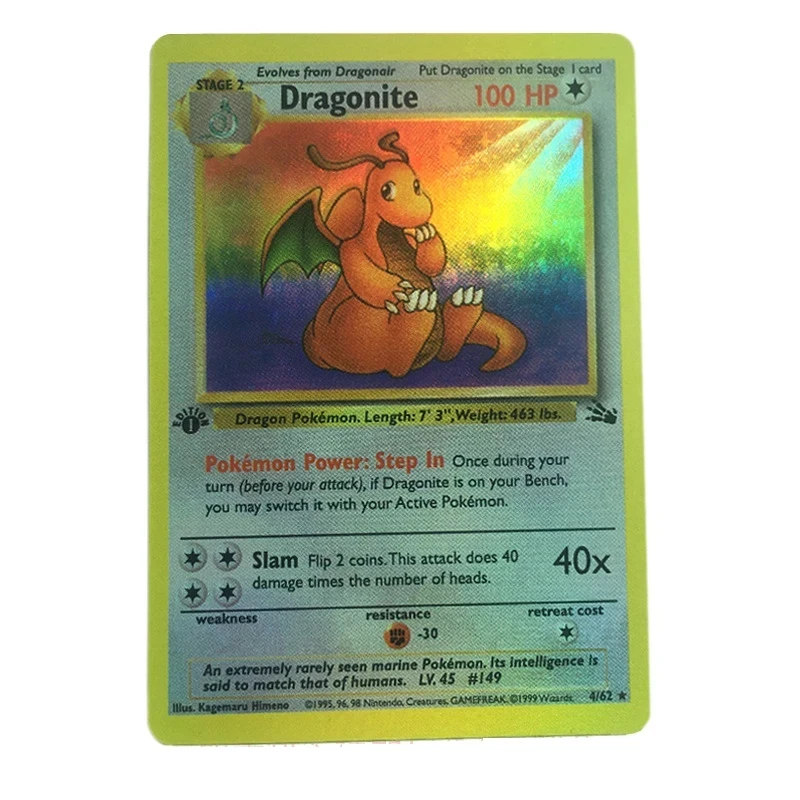 Evolves from Dragonair Put Dragonite on the Stage 1 card
STAGE 2
Dragonite 100 HP
EDITION
1
Dragon Pokémon. Length: 7' 3", Weight: 463 lbs.
Pokémon Power: Step In Once during your
turn (before your attack), if Dragonite is on your Bench,
you may switch it with your Active Pokémon.
Slam Flip 2 coins. This attack does 40
damage times the number of heads.
40x
weakness resistance retreat cost
-30
An extremely rarely seen marine Pokémon. Its intelligence is
said to match that of humans. LV. 45 #149
Illus. Kagemaru Himeno ©1995, 96, 98 Nintendo, Creatures, GAMEFREAK. ©1999 Wizards. 4/62 ★